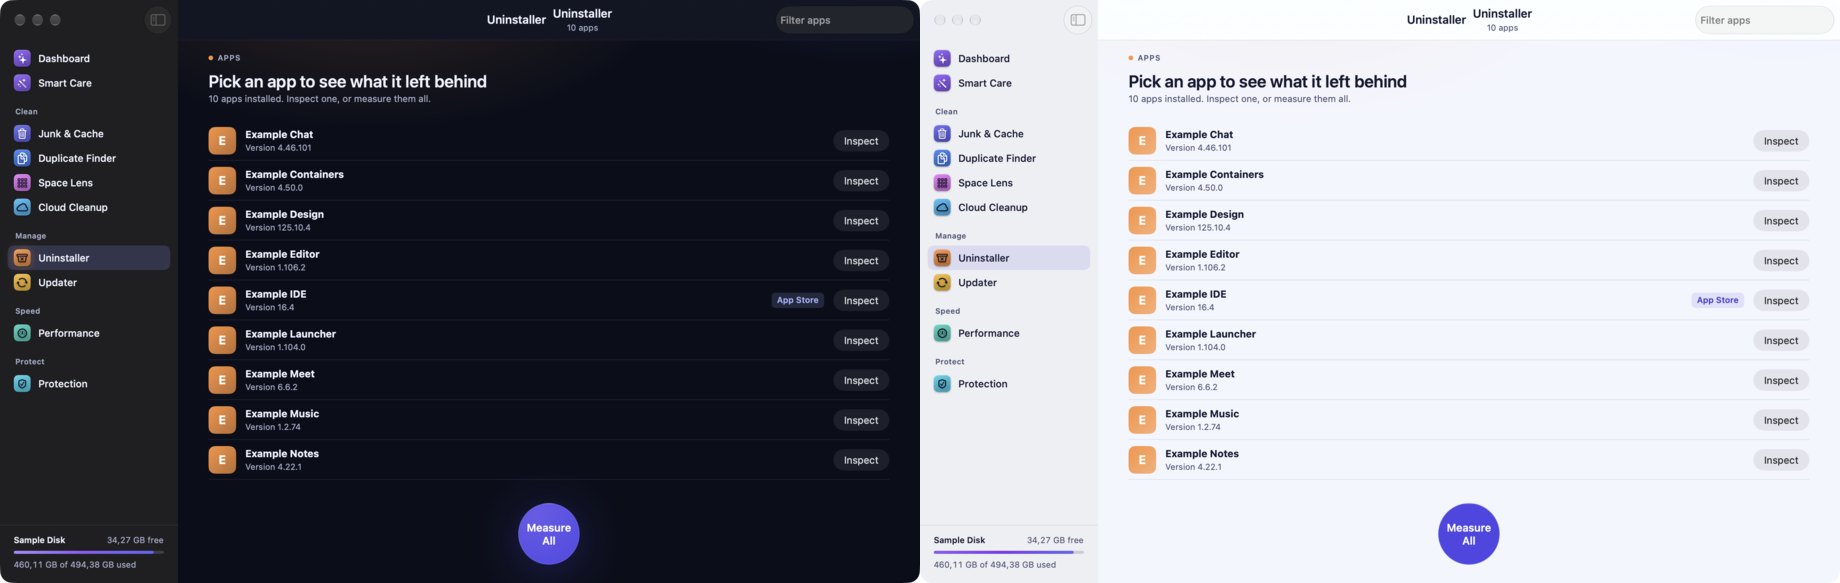 Uninstaller
Uninstaller
10 apps
Filter apps
Dashboard
Smart Care
Clean
Junk & Cache
Duplicate Finder
Space Lens
Cloud Cleanup
Manage
Uninstaller
Updater
Speed
Performance
Protect
Protection
Sample Disk 34,27 GB free
460,11 GB of 494,38 GB used
APPS
Pick an app to see what it left behind
10 apps installed. Inspect one, or measure them all.
E
Example Chat
Version 4.46.101
Inspect
E
Example Containers
Version 4.50.0
Inspect
E
Example Design
Version 125.10.4
Inspect
E
Example Editor
Version 1.106.2
Inspect
E
Example IDE
Version 16.4
App Store
Inspect
E
Example Launcher
Version 1.104.0
Inspect
E
Example Meet
Version 6.6.2
Inspect
E
Example Music
Version 1.2.74
Inspect
E
Example Notes
Version 4.22.1
Inspect
Measure
All
Uninstaller
Uninstaller
10 apps
Filter apps
Dashboard
Smart Care
Clean
Junk & Cache
Duplicate Finder
Space Lens
Cloud Cleanup
Manage
Uninstaller
Updater
Speed
Performance
Protect
Protection
Sample Disk 34,27 GB free
460,11 GB of 494,38 GB used
APPS
Pick an app to see what it left behind
10 apps installed. Inspect one, or measure them all.
E
Example Chat
Version 4.46.101
Inspect
E
Example Containers
Version 4.50.0
Inspect
E
Example Design
Version 125.10.4
Inspect
E
Example Editor
Version 1.106.2
Inspect
E
Example IDE
Version 16.4
App Store
Inspect
E
Example Launcher
Version 1.104.0
Inspect
E
Example Meet
Version 6.6.2
Inspect
E
Example Music
Version 1.2.74
Inspect
E
Example Notes
Version 4.22.1
Inspect
Measure
All